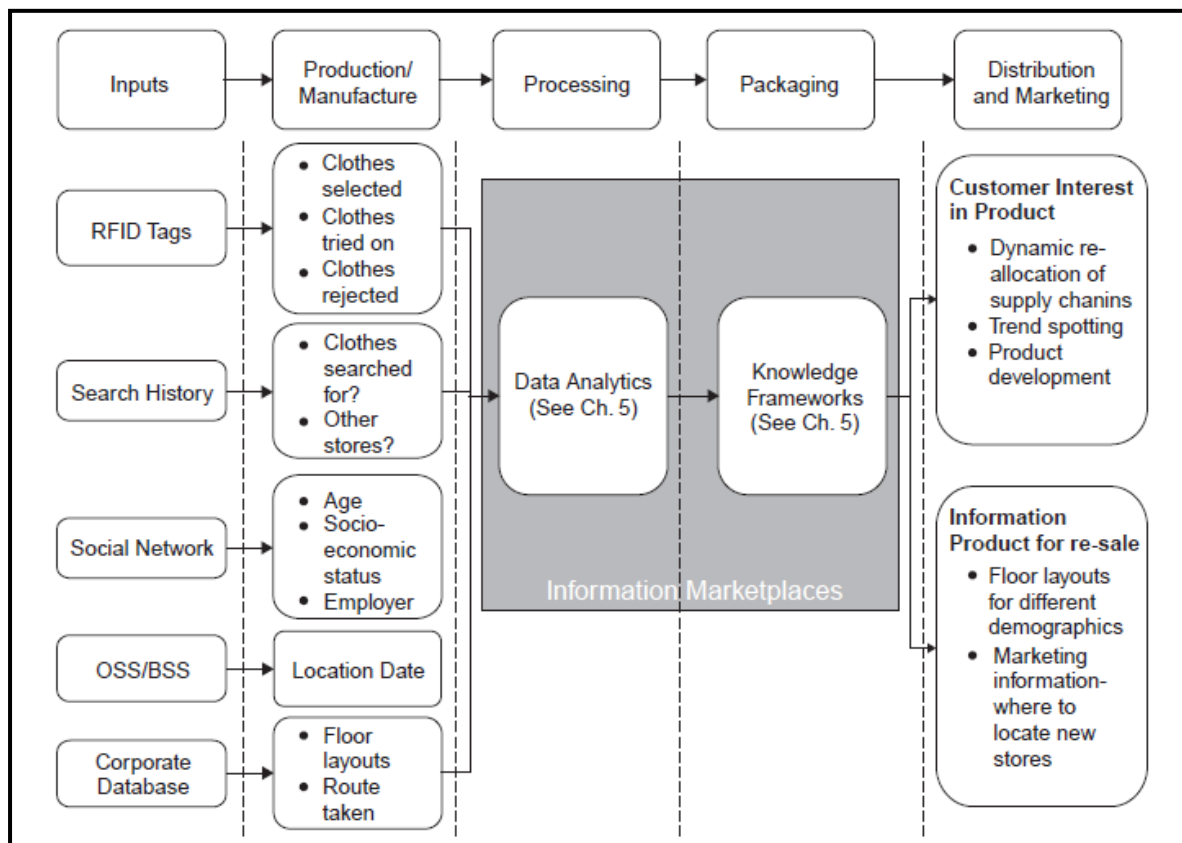 Inputs
Production/
Manufacture
Processing
Packaging
Distribution
and Marketing
RFID Tags
• Clothes
selected
• Clothes
tried on
• Clothes
rejected
Search History
• Clothes
searched
for?
• Other
stores?
Social Network
• Age
• Socio-
economic
status
• Employer
OSS/BSS
Location Date
Corporate
Database
• Floor
layouts
• Route
taken
Data Analytics
(See Ch. 5)
Knowledge
Frameworks
(See Ch. 5)
Information Marketplaces
Customer Interest
in Product
• Dynamic re-
allocation of
supply chanins
• Trend spotting
• Product
development
Information
Product for re-sale
• Floor layouts
for different
demographics
• Marketing
information-
where to
locate new
stores